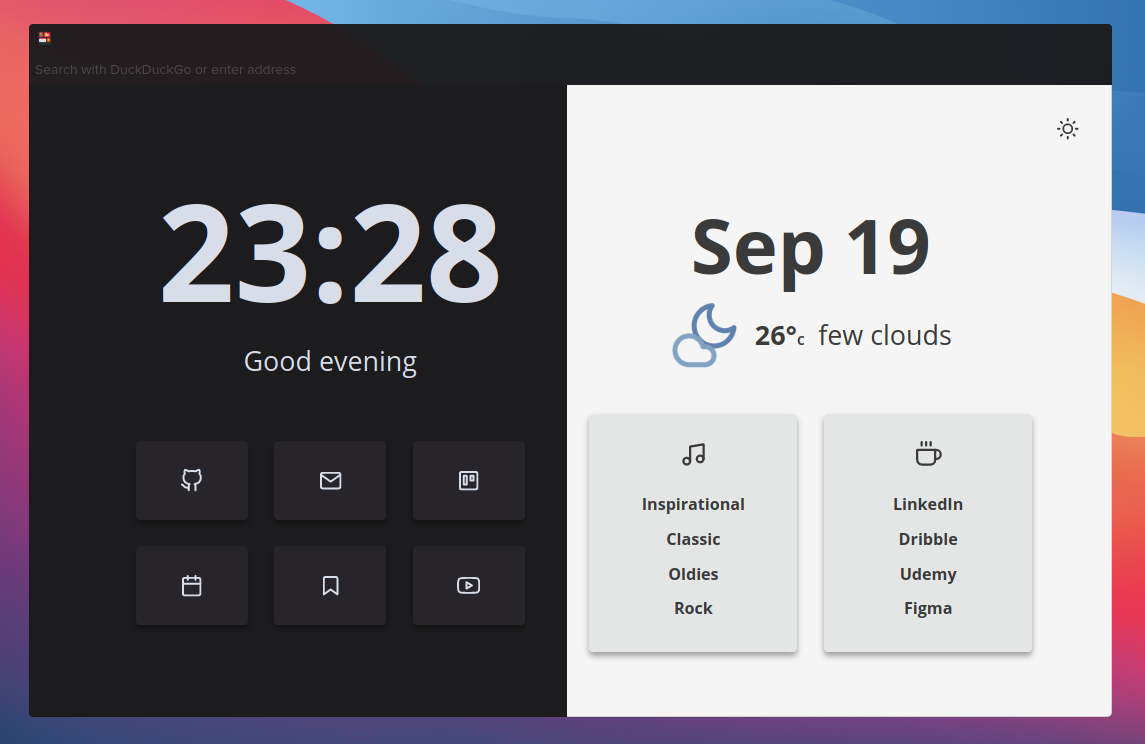 Search with DuckDuckGo or enter address
23:28
Good evening
Sep 19
26°c few clouds
Inspirational
Classic
Oldies
Rock
LinkedIn
Dribble
Udemy
Figma